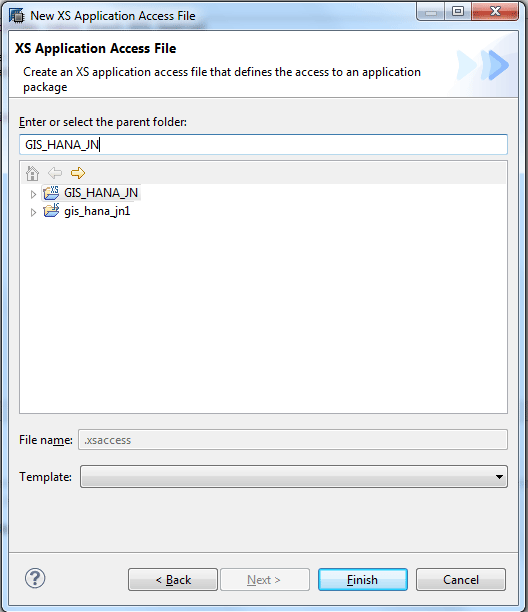 New XS Application Access File
XS Application Access File
Create an XS application access file that defines the access to an application
package
Enter or select the parent folder:
GIS_HANA_JN
GIS_HANA_JN
gis_hana_jn1
File name: .xsaccess
Template:
< Back Next > Finish Cancel